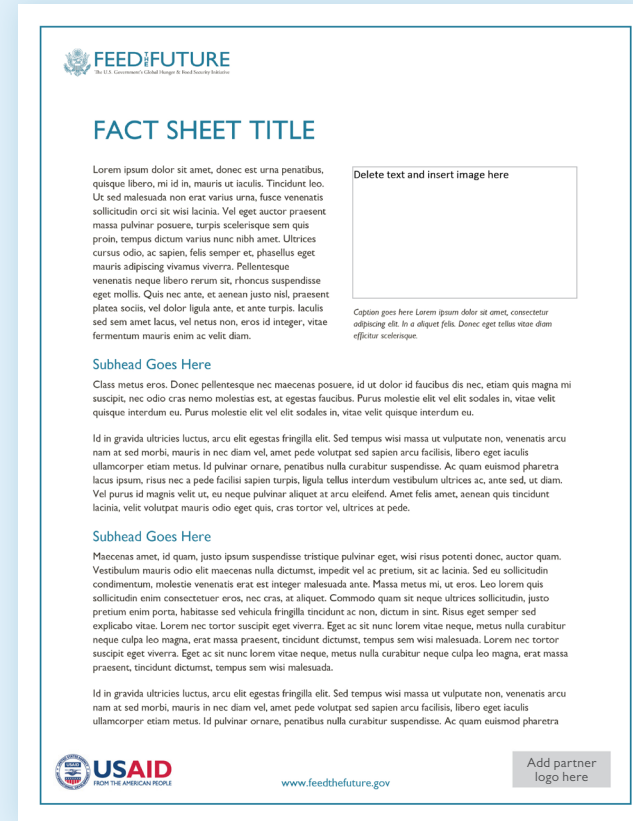 FEED THE FUTURE
The U.S. Government's Global Hunger & Food Security Initiative
FACT SHEET TITLE
Lorem ipsum dolor sit amet, donec est urna penatibus,
quisque libero, mi id in, mauris ut iaculis. Tincidunt leo.
Ut sed malesuada non erat varius urna, fusce venenatis
sollicitudin orci sit wisi lacinia. Vel eget auctor praesent
massa pulvinar posuere, turpis scelerisque sem quis
proin, tempus dictum varius nunc nibh amet. Ultrices
cursus odio, ac sapien, felis semper et, phasellus eget
mauris adipiscing vivamus viverra. Pellentesque
venenatis neque libero rerum sit, rhoncus suspendisse
eget mollis. Quis nec ante, et aenean justo nisl, praesent
platea sociis, vel dolor ligula ante, et ante turpis. Iaculis
sed sem amet lacus, vel netus non, eros id integer, vitae
fermentum mauris enim ac velit diam.
Delete text and insert image here
Caption goes here Lorem ipsum dolor sit amet, consectetur
adipiscing elit. In a aliquet felis. Donec eget tellus vitae diam
efficitur scelerisque.
Subhead Goes Here
Class metus eros. Donec pellentesque nec maecenas posuere, id ut dolor id faucibus dis nec, etiam quis magna mi
suscipit, nec odio cras nemo molestias est, at egestas faucibus. Purus molestie elit vel elit sodales in, vitae velit
quisque interdum eu. Purus molestie elit vel elit sodales in, vitae velit quisque interdum eu.
Id in gravida ultricies luctus, arcu elit egestas fringilla elit. Sed tempus wisi massa ut vulputate non, venenatis arcu
nam at sed morbi, mauris in nec diam vel, amet pede volutpat sed sapien arcu facilisis, libero eget iaculis
ullamcorper etiam metus. Id pulvinar ornare, penatibus nulla curabitur suspendisse. Ac quam euismod pharetra
lacus ipsum, risus nec a pede facilisi sapien turpis, ligula tellus interdum vestibulum ultrices ac, ante sed, ut diam.
Vel purus id magnis velit ut, eu neque pulvinar aliquet at arcu eleifend. Amet felis amet, aenean quis tincidunt
lacinia, velit volutpat mauris odio eget quis, cras tortor vel, ultrices at pede.
Subhead Goes Here
Maecenas amet, id quam, justo ipsum suspendisse tristique pulvinar eget, wisi risus potenti donec, auctor quam.
Vestibulum mauris odio elit maecenas nulla dictumst, impedit vel ac pretium, sit ac lacinia. Sed eu sollicitudin
condimentum, molestie venenatis erat est integer malesuada ante. Massa metus mi, ut eros. Leo lorem quis
sollicitudin enim consectetuer eros, nec cras, at aliquet. Commodo quam sit neque ultrices sollicitudin, justo
pretium enim porta, habitasse sed vehicula fringilla tincidunt ac non, dictum in sint. Risus eget semper sed
explicabo vitae. Lorem nec tortor suscipit eget viverra. Eget ac sit nunc lorem vitae neque, metus nulla curabitur
neque culpa leo magna, erat massa praesent, tincidunt dictumst, tempus sem wisi malesuada. Lorem nec tortor
suscipit eget viverra. Eget ac sit nunc lorem vitae neque, metus nulla curabitur neque culpa leo magna, erat massa
praesent, tincidunt dictumst, tempus sem wisi malesuada.
Id in gravida ultricies luctus, arcu elit egestas fringilla elit. Sed tempus wisi massa ut vulputate non, venenatis arcu
nam at sed morbi, mauris in nec diam vel, amet pede volutpat sed sapien arcu facilisis, libero eget iaculis
ullamcorper etiam metus. Id pulvinar ornare, penatibus nulla curabitur suspendisse. Ac quam euismod pharetra
USAID
FROM THE AMERICAN PEOPLE
www.feedthefuture.gov
Add partner
logo here